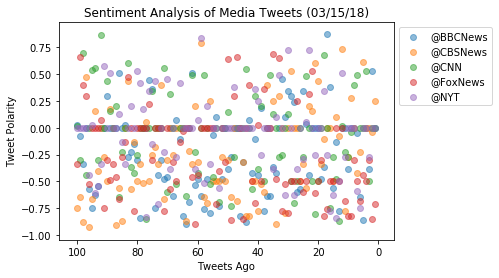 Sentiment Analysis of Media Tweets (03/15/18)
@BBCNews
@CBSNews
@CNN
@FoxNews
@NYT
Tweet Polarity
0.75
0.50
0.25
0.00
−0.25
−0.50
−0.75
−1.00
100 80 60 40 20 0
Tweets Ago